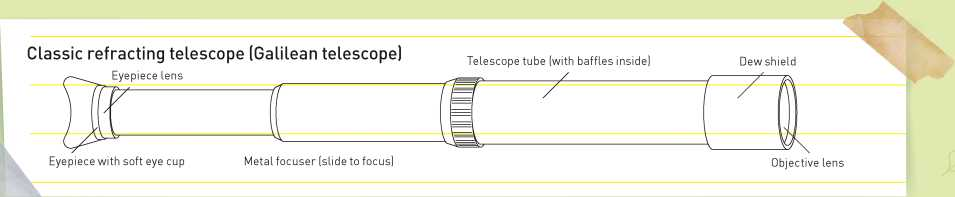 Classic refracting telescope (Galilean telescope)
Telescope tube (with baffles inside)
Dew shield
Eyepiece lens
Eyepiece with soft eye cup
Metal focuser (slide to focus)
Objective lens